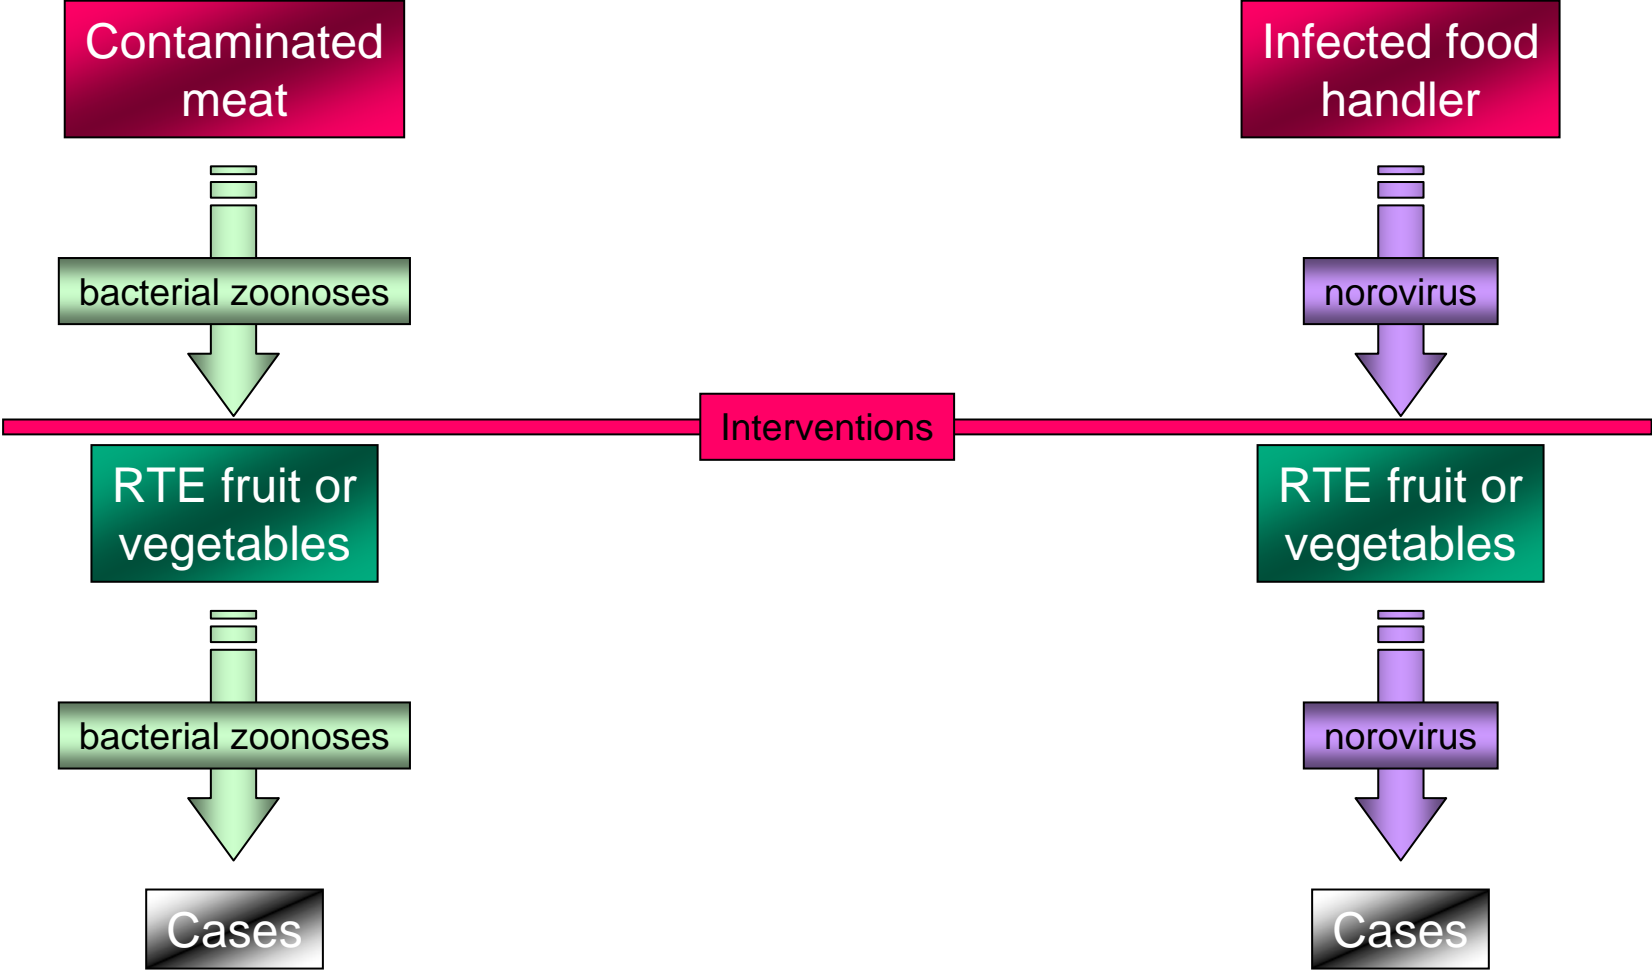 Contaminated
meat
Infected food
handler
bacterial zoonoses
norovirus
Interventions
RTE fruit or
vegetables
RTE fruit or
vegetables
bacterial zoonoses
norovirus
Cases
Cases